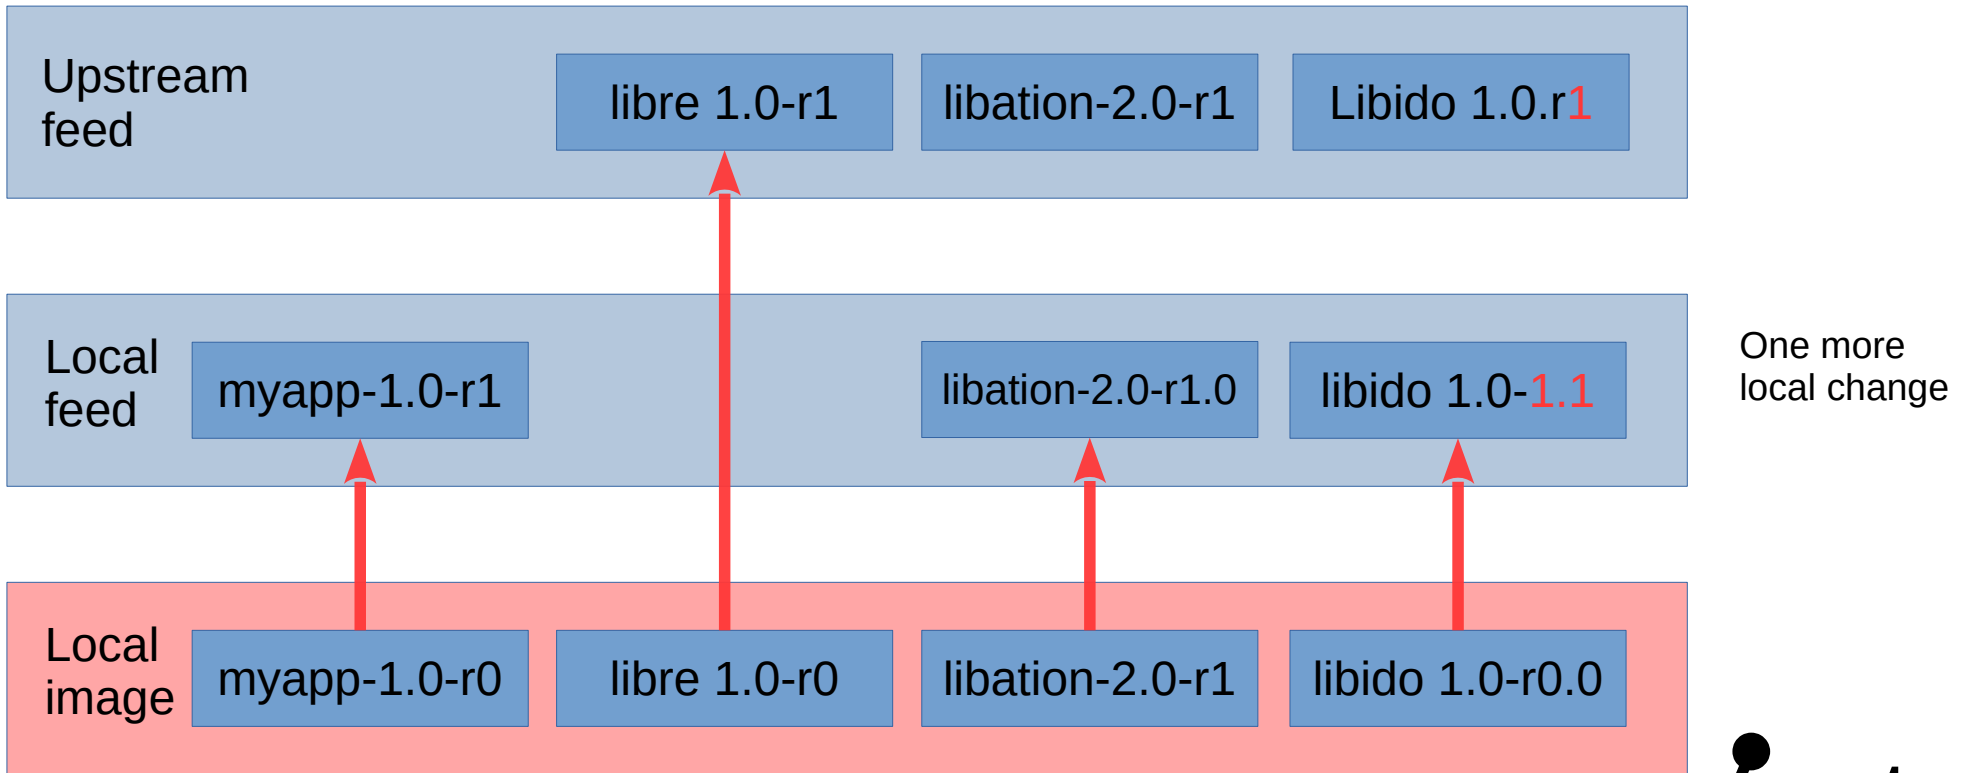 Upstream
feed
libre 1.0-r1
libation-2.0-r1
Libido 1.0.r1
Local
feed
myapp-1.0-r1
libation-2.0-r1.0
libido 1.0-1.1
One more
local change
Local
image
myapp-1.0-r0
libre 1.0-r0
libation-2.0-r1
libido 1.0-r0.0